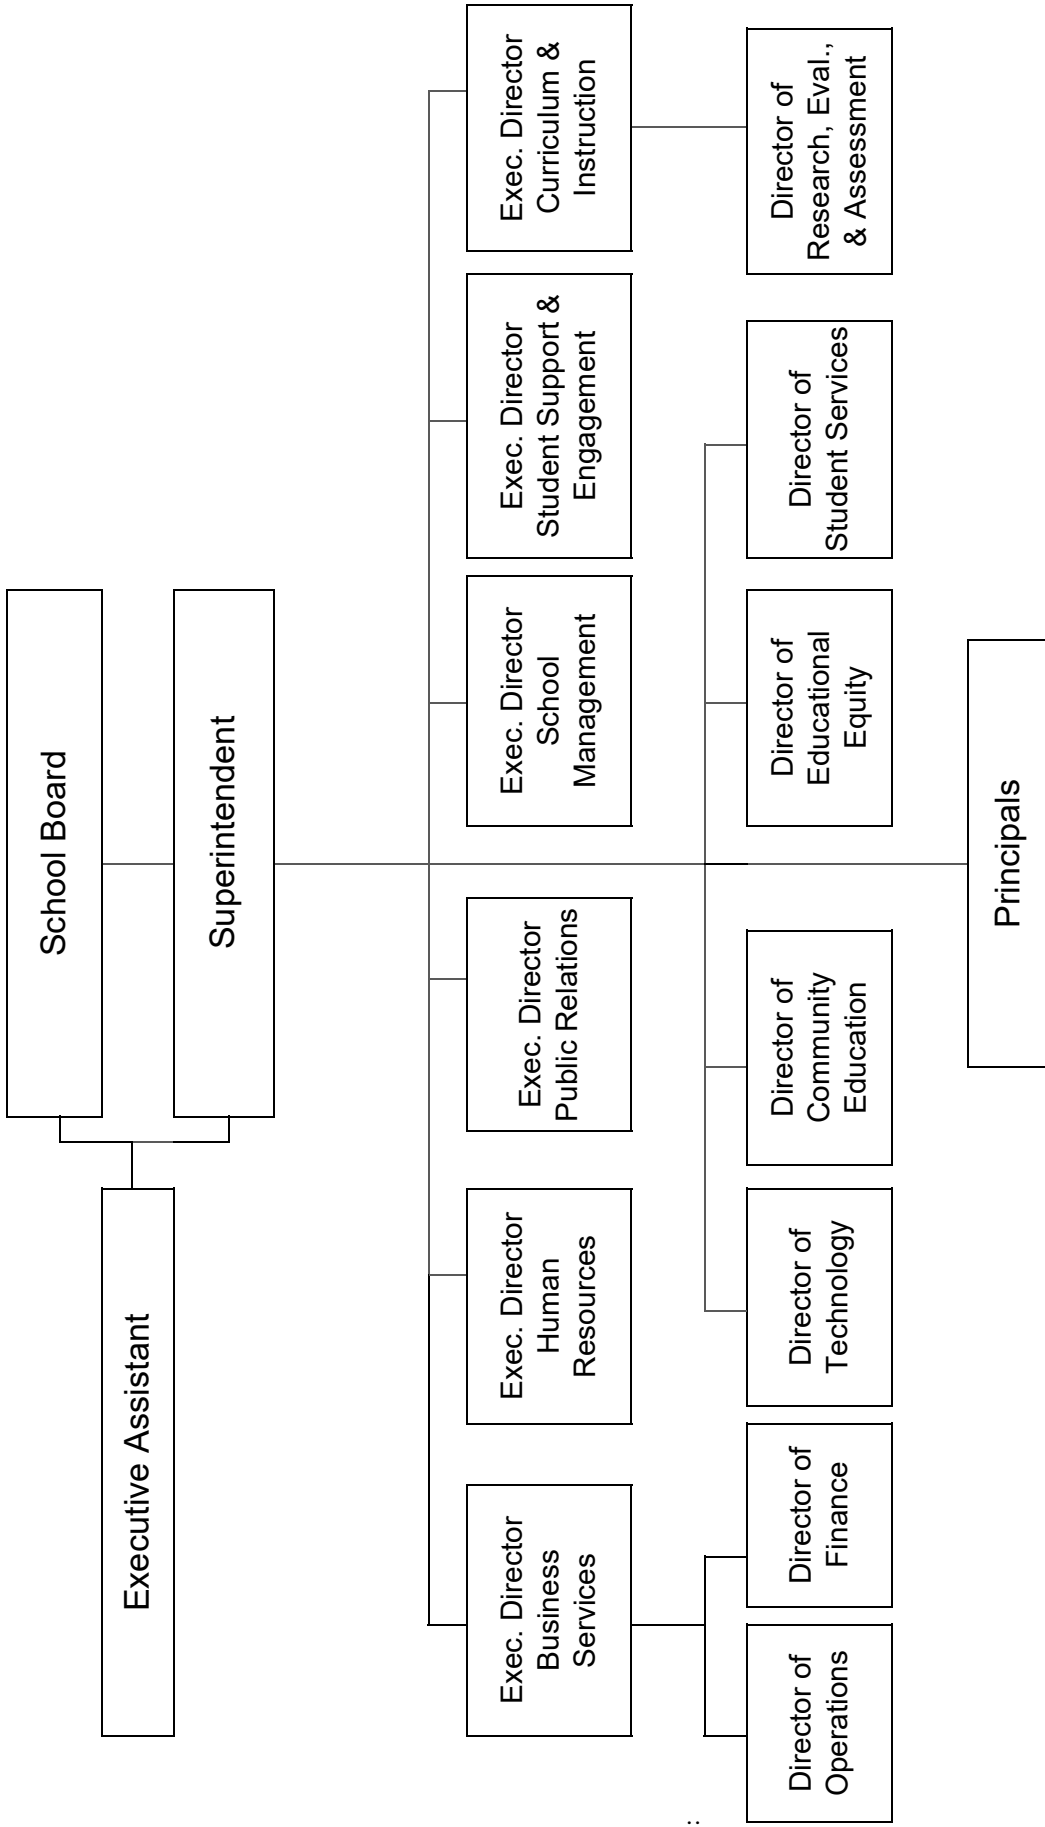 School Board
Executive Assistant
Superintendent
Exec. Director
Business
Services
Exec. Director
Human
Resources
Exec. Director
Public Relations
Exec. Director
School
Management
Exec. Director
Student Support &
Engagement
Exec. Director
Curriculum &
Instruction
..
Director of
Operations
Director of
Finance
Director of
Technology
Director of
Community
Education
Director of
Educational
Equity
Director of
Student Services
Director of
Research, Eval.,
& Assessment
Principals